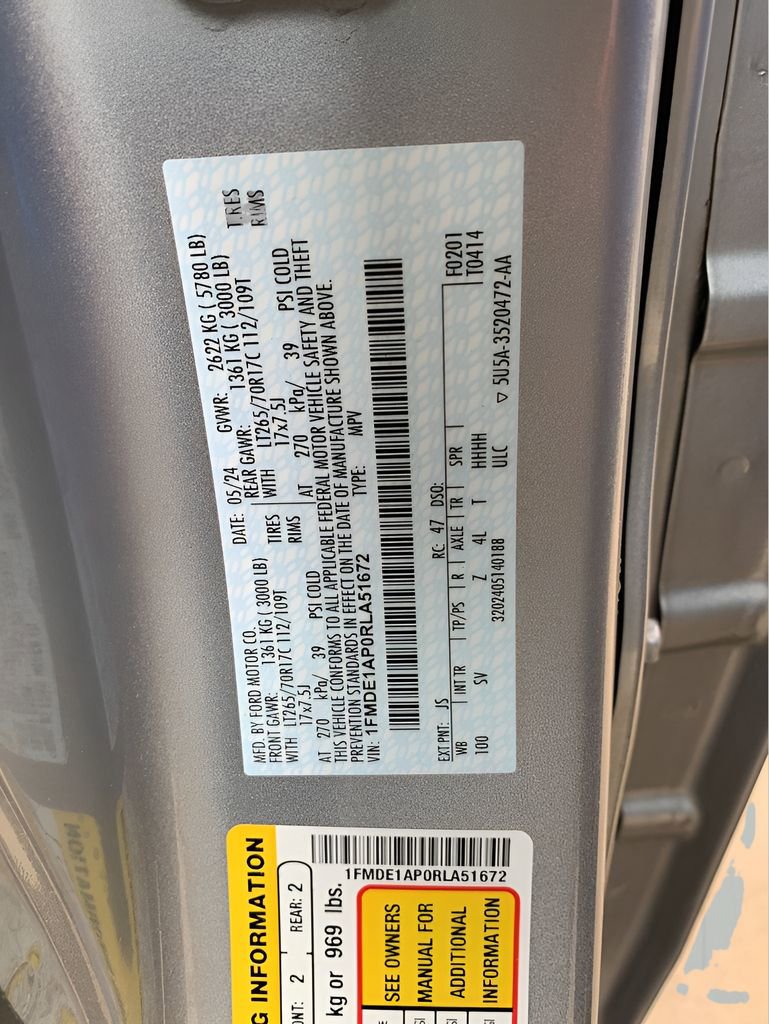 MFD. BY FORD MOTOR CO.
DATE: 05/24 GVWR: 2622 KG ( 5780 LB)
FRONT GAWR: 1361 KG ( 3000 LB)
REAR GAWR: 1361 KG ( 3000 LB)
WITH LT265/70R17C 112/109T TIRES
WITH LT265/70R17C 112/109T TIRES
17x7.5J RIMS
17x7.5J RIMS
AT 270 kPa/ 39 PSI COLD
AT 270 kPa/ 39 PSI COLD
THIS VEHICLE CONFORMS TO ALL APPLICABLE FEDERAL MOTOR VEHICLE SAFETY AND THEFT
PREVENTION STANDARDS IN EFFECT ON THE DATE OF MANUFACTURE SHOWN ABOVE.
VIN: 1FMDE1AP0RLA51672 TYPE: MPV
EXT PNT: JS RC: 47 DSO: F0201
WB INT TR TP/PS R AXLE TR SPR T0414
100 SV Z 4L T HHHH
3202405140188 ULC ▽ 5U5A-3520472-AA
G INFORMATION
NT: 2 REAR: 2
kg or 969 lbs.
1FMDE1AP0RLA51672
SEE OWNERS
MANUAL FOR
ADDITIONAL
INFORMATION